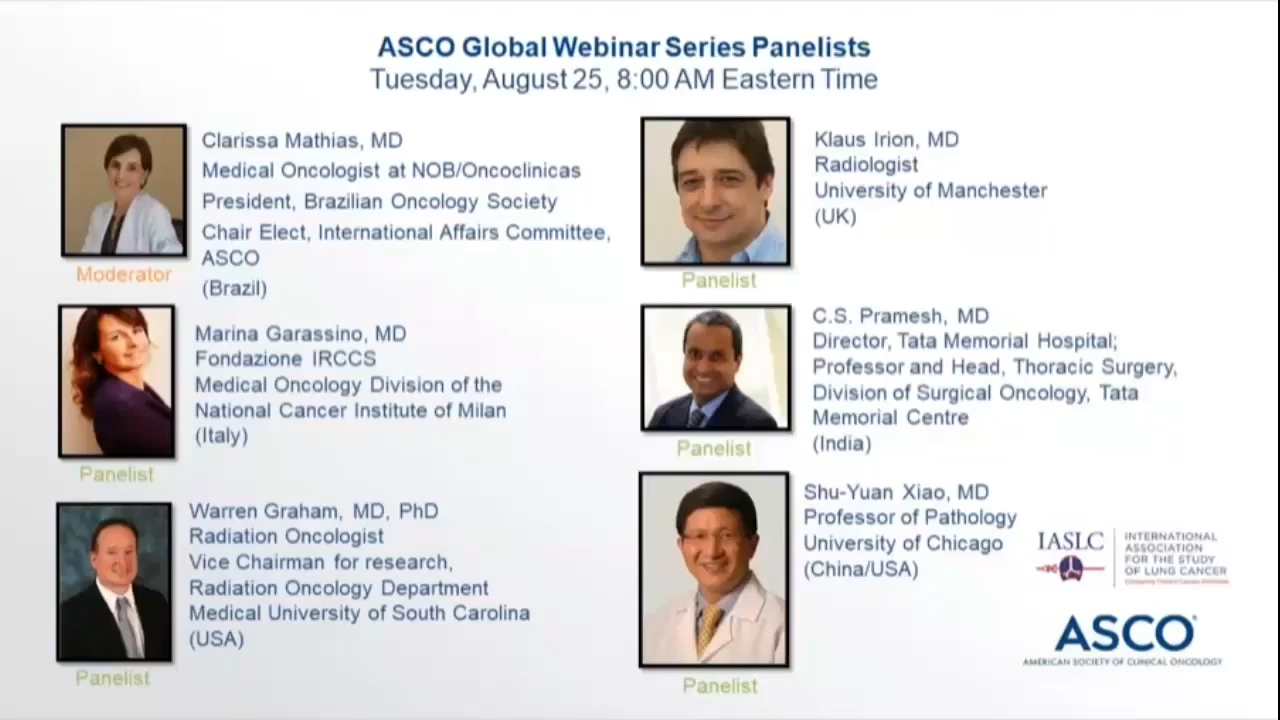 ASCO Global Webinar Series Panelists
Tuesday, August 25, 8:00 AM Eastern Time
Clarissa Mathias, MD
Medical Oncologist at NOB/Oncoclinicas
President, Brazilian Oncology Society
Chair Elect, International Affairs Committee,
ASCO
(Brazil)
Moderator
Marina Garassino, MD
Fondazione IRCCS
Medical Oncology Division of the
National Cancer Institute of Milan
(Italy)
Panelist
Warren Graham, MD, PhD
Radiation Oncologist
Vice Chairman for research,
Radiation Oncology Department
Medical University of South Carolina
(USA)
Panelist
Klaus Irion, MD
Radiologist
University of Manchester
(UK)
Panelist
C.S. Pramesh, MD
Director, Tata Memorial Hospital;
Professor and Head, Thoracic Surgery,
Division of Surgical Oncology, Tata
Memorial Centre
(India)
Panelist
Shu-Yuan Xiao, MD
Professor of Pathology
University of Chicago
(China/USA)
Panelist
IASLC
INTERNATIONAL
ASSOCIATION
FOR THE STUDY
OF LUNG CANCER
ASCO®
AMERICAN SOCIETY OF CLINICAL ONCOLOGY